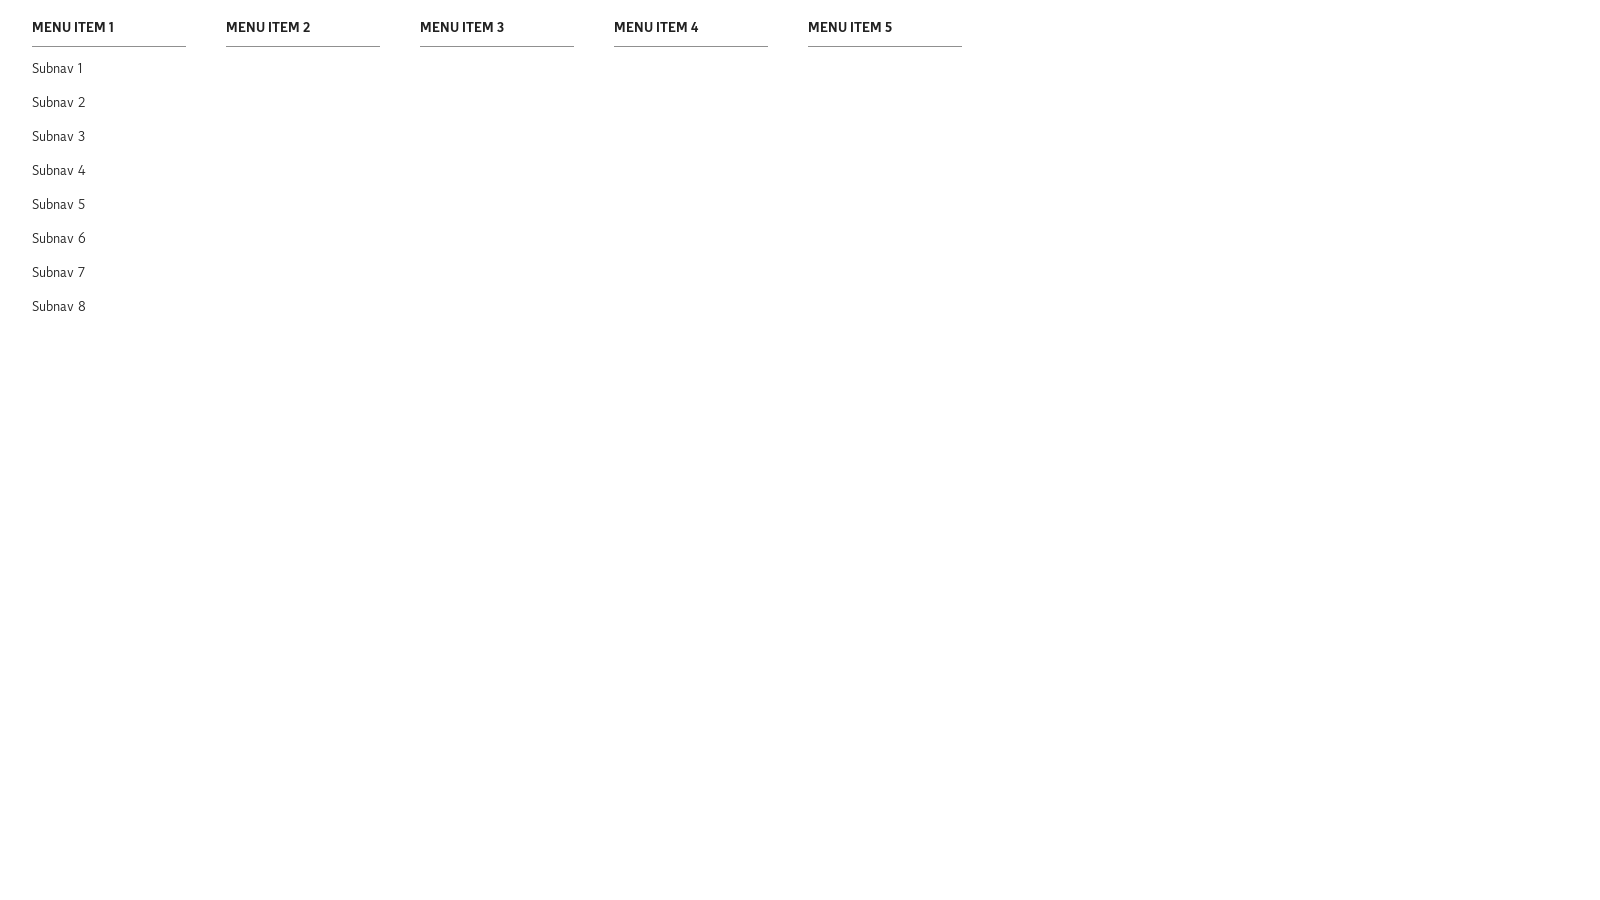 MENU ITEM 1 MENU ITEM 2 MENU ITEM 3 MENU ITEM 4 MENU ITEM 5
Subnav 1
Subnav 2
Subnav 3
Subnav 4
Subnav 5
Subnav 6
Subnav 7
Subnav 8